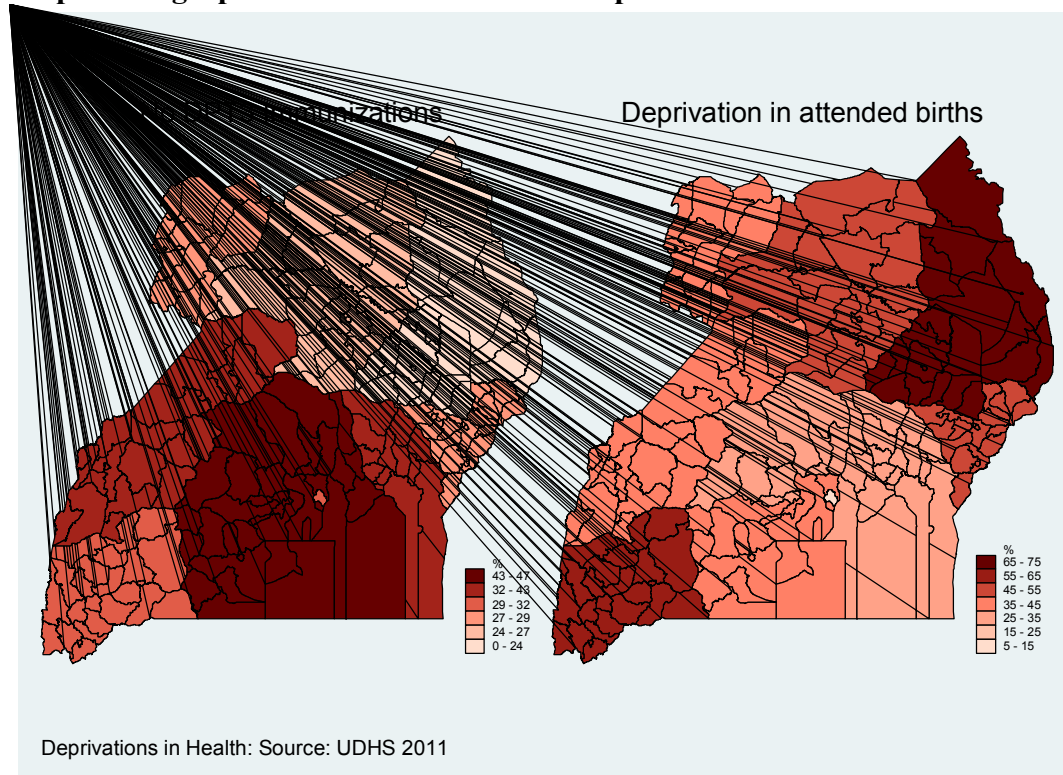 Deprivation in attended births
immunizations
%
43 - 47
32 - 43
29 - 32
27 - 29
24 - 27
0 - 24
%
65 - 75
55 - 65
45 - 55
35 - 45
25 - 35
15 - 25
5 - 15
Deprivations in Health: Source: UDHS 2011